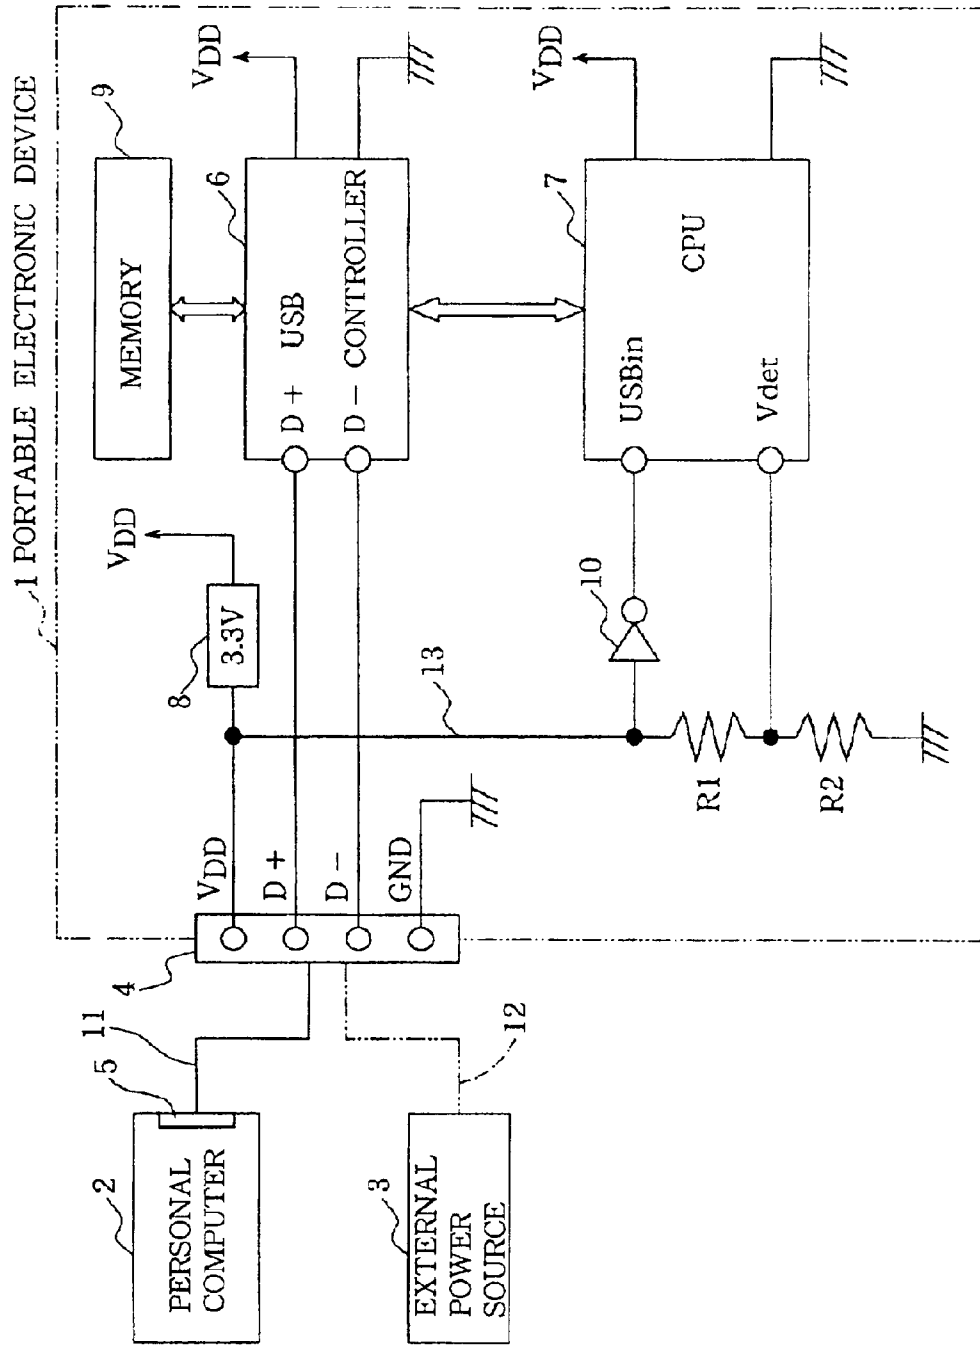 1 PORTABLE ELECTRONIC DEVICE
9
MEMORY
VDD
6
D+ USB
D- CONTROLLER
VDD
8
3.3V
VDD
D+
D-
GND
4
11
5
2
PERSONAL
COMPUTER
12
3
EXTERNAL
POWER
SOURCE
13
10
7
CPU
USBin
Vdet
VDD
R1
R2